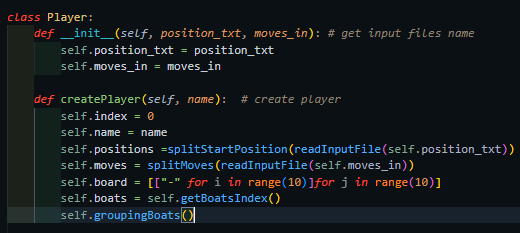 class Player:
    def __init__(self, position_txt, moves_in): # get input files name
        self.position_txt = position_txt
        self.moves_in = moves_in

    def createPlayer(self, name):  # create player
        self.index = 0
        self.name = name
        self.positions =splitStartPosition(readInputFile(self.position_txt))
        self.moves = splitMoves(readInputFile(self.moves_in))
        self.board = [["-" for i in range(10)]for j in range(10)]
        self.boats = self.getBoatsIndex()
        self.groupingBoats()